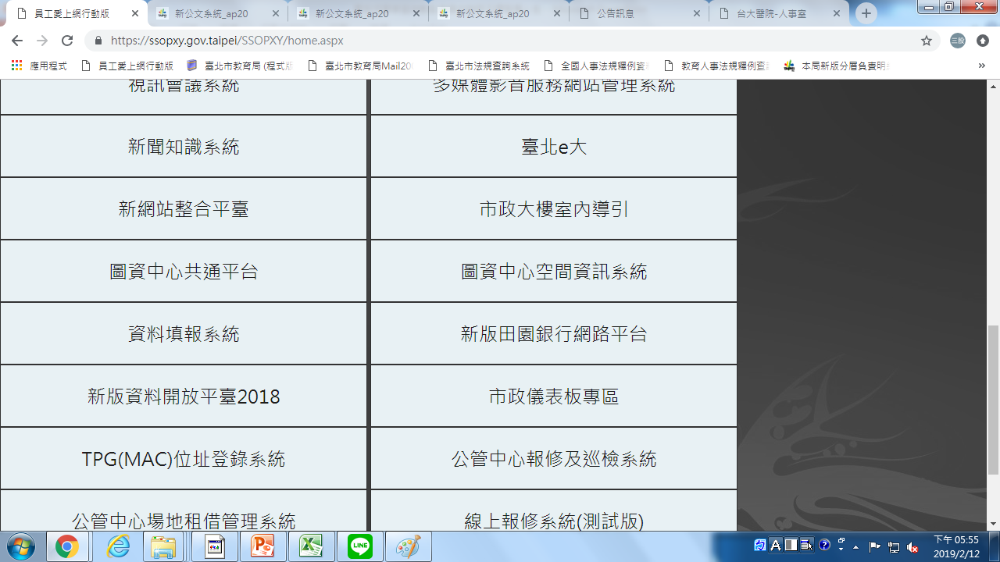 員工愛上網行動版
新公文系統_ap20
新公文系統_ap20
新公文系統_ap20
公告訊息
台大醫院-人事室
https://ssopxy.gov.taipei/SSOPXY/home.aspx
三股
應用程式
員工愛上網行動版
臺北市教育局 (程式版
臺北市教育局Mail200
臺北市法規查詢系統
全國人事法規釋例資
教育人事法規釋例查
本局新版分層負責明
視訊會議系統
多媒體影音服務網站管理系統
新聞知識系統
臺北e大
新網站整合平臺
市政大樓室內導引
圖資中心共通平台
圖資中心空間資訊系統
資料填報系統
新版田園銀行網路平台
新版資料開放平臺2018
市政儀表板專區
TPG(MAC)位址登錄系統
公管中心報修及巡檢系統
公管中心場地租借管理系統
線上報修系統(測試版)
LINE
A
下午 05:55
2019/2/12